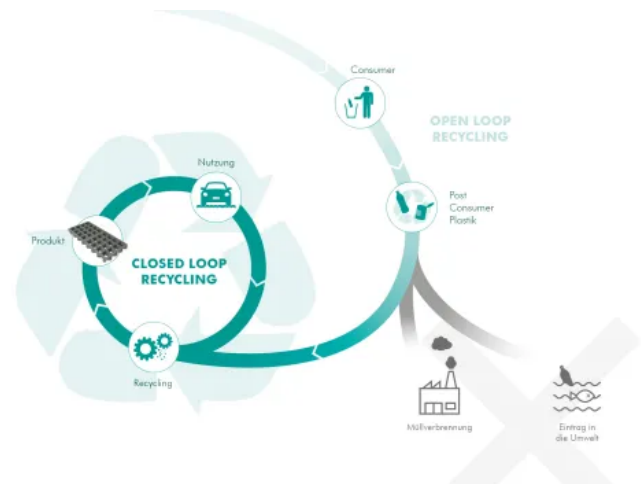 Consumer
OPEN LOOP
RECYCLING
Nutzung
Post
Consumer
Plastik
Produkt
CLOSED LOOP
RECYCLING
Recycling
Müllverbrennung
Eintrag in
die Umwelt